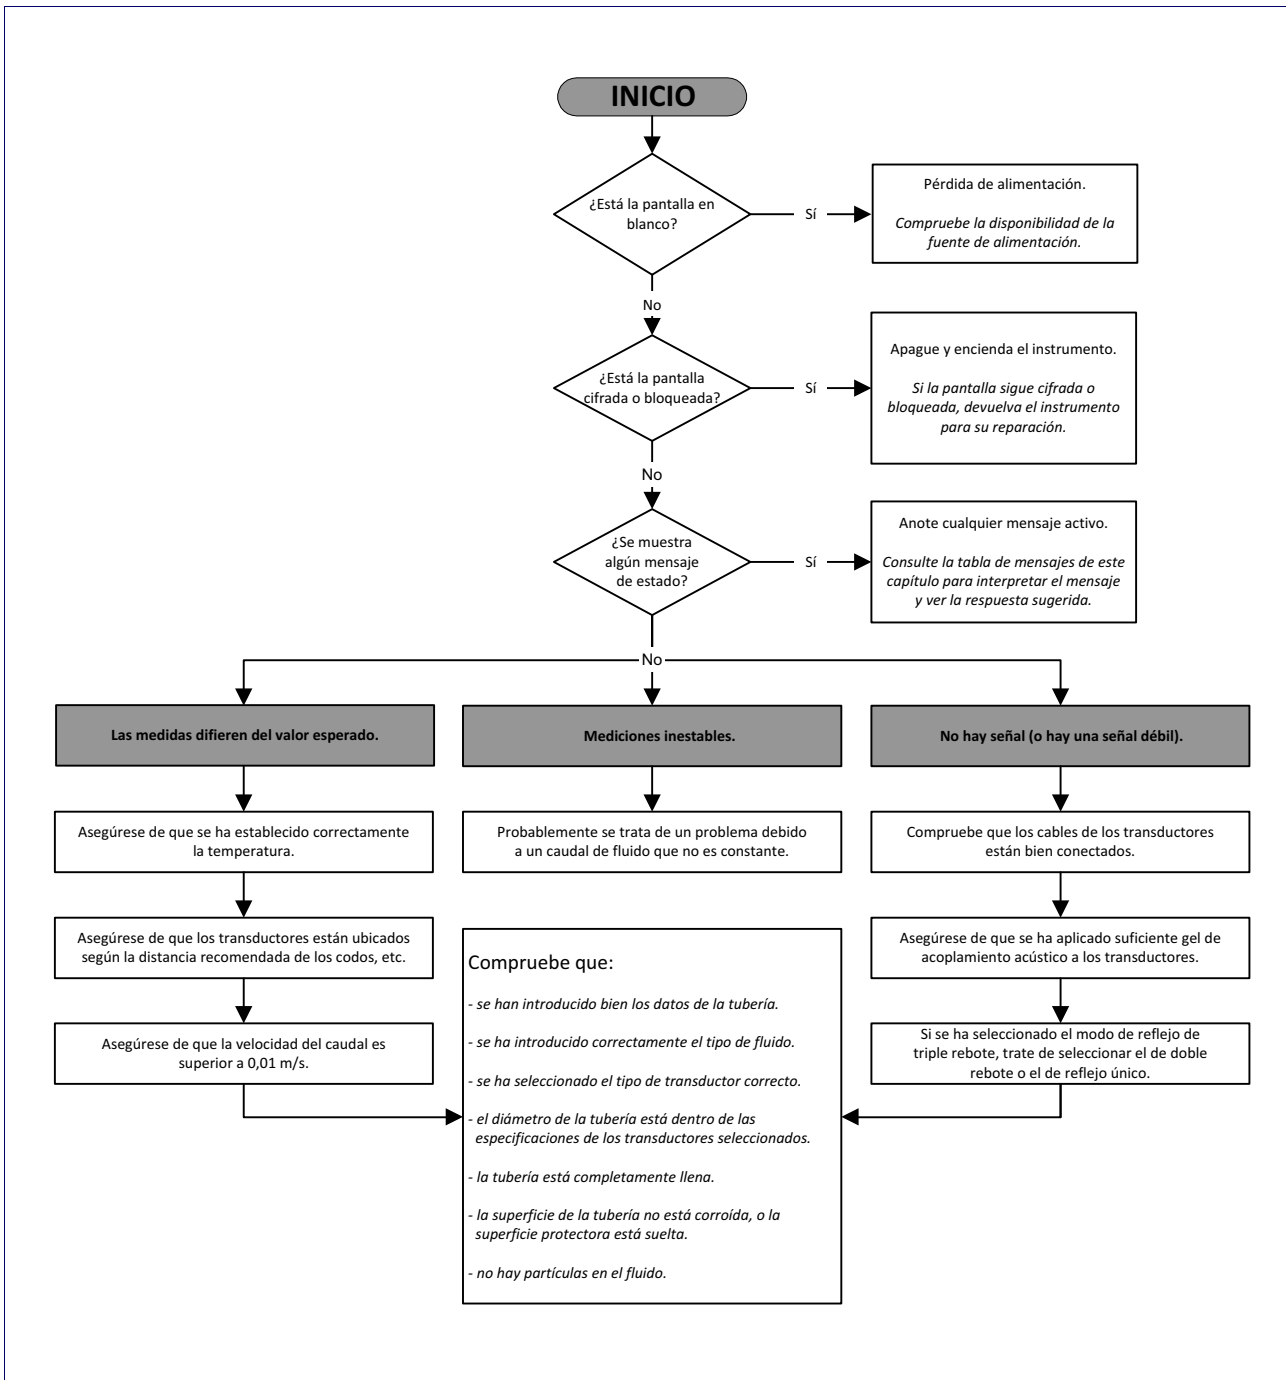 INICIO
¿Está la pantalla en
blanco?
Sí
Pérdida de alimentación.
Compruebe la disponibilidad de la
fuente de alimentación.
No
¿Está la pantalla
cifrada o bloqueada?
Sí
Apague y encienda el instrumento.
Si la pantalla sigue cifrada o
bloqueada, devuelva el instrumento
para su reparación.
No
¿Se muestra
algún mensaje
de estado?
Sí
Anote cualquier mensaje activo.
Consulte la tabla de mensajes de este
capítulo para interpretar el mensaje
y ver la respuesta sugerida.
No
Las medidas difieren del valor esperado.
Asegúrese de que se ha establecido correctamente
la temperatura.
Asegúrese de que los transductores están ubicados
según la distancia recomendada de los codos, etc.
Asegúrese de que la velocidad del caudal es
superior a 0,01 m/s.
Mediciones inestables.
Probablemente se trata de un problema debido
a un caudal de fluido que no es constante.
Compruebe que:
- se han introducido bien los datos de la tubería.
- se ha introducido correctamente el tipo de fluido.
- se ha seleccionado el tipo de transductor correcto.
- el diámetro de la tubería está dentro de las
especificaciones de los transductores seleccionados.
- la tubería está completamente llena.
- la superficie de la tubería no está corroída, o la
superficie protectora está suelta.
- no hay partículas en el fluido.
No hay señal (o hay una señal débil).
Compruebe que los cables de los transductores
están bien conectados.
Asegúrese de que se ha aplicado suficiente gel de
acoplamiento acústico a los transductores.
Si se ha seleccionado el modo de reflejo de
triple rebote, trate de seleccionar el de doble
rebote o el de reflejo único.